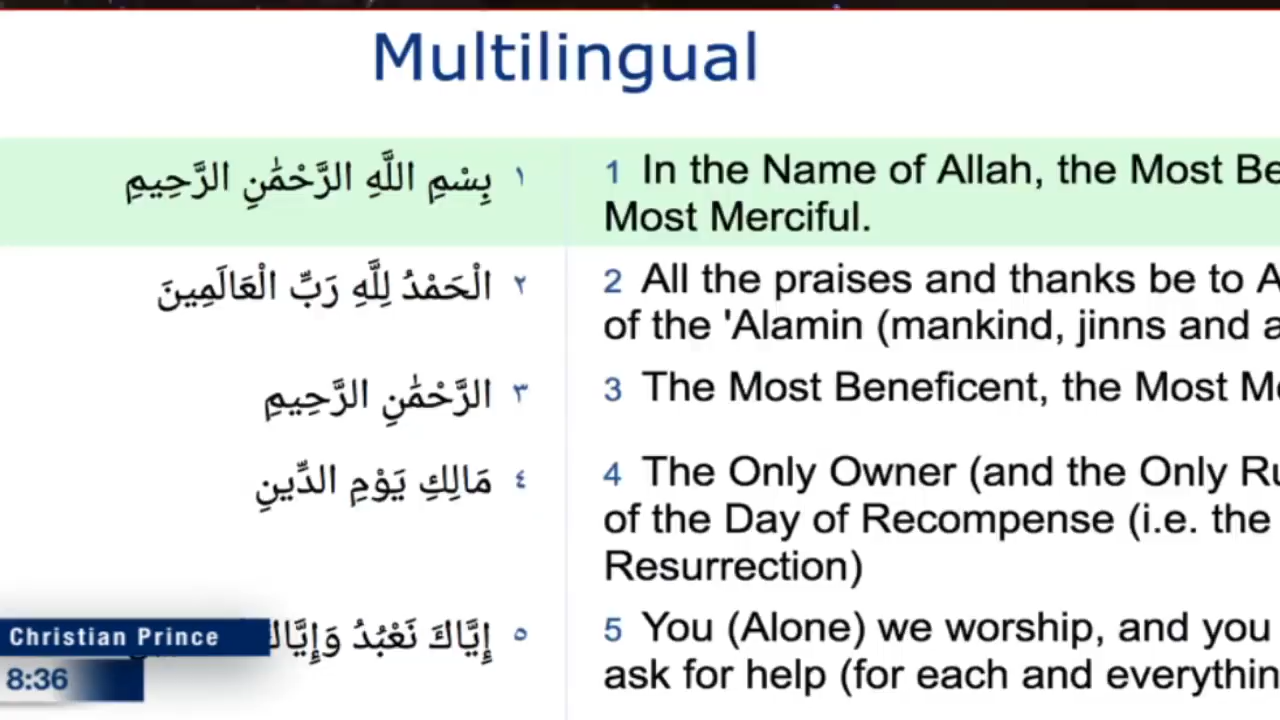 Multilingual
١ بِسْمِ اللَّهِ الرَّحْمَٰنِ الرَّحِيمِ
1 In the Name of Allah, the Most
Most Merciful.
٢ الْحَمْدُ لِلَّهِ رَبِّ الْعَالَمِينَ
2 All the praises and thanks be to
of the 'Alamin (mankind, jinns and
٣ الرَّحْمَٰنِ الرَّحِيمِ
3 The Most Beneficent, the Most
٤ مَالِكِ يَوْمِ الدِّينِ
4 The Only Owner (and the Only
of the Day of Recompense (i.e. the
Resurrection)
٥ إِيَّاكَ نَعْبُدُ
5 You (Alone) we worship, and you
ask for help (for each and
Christian Prince
8:36